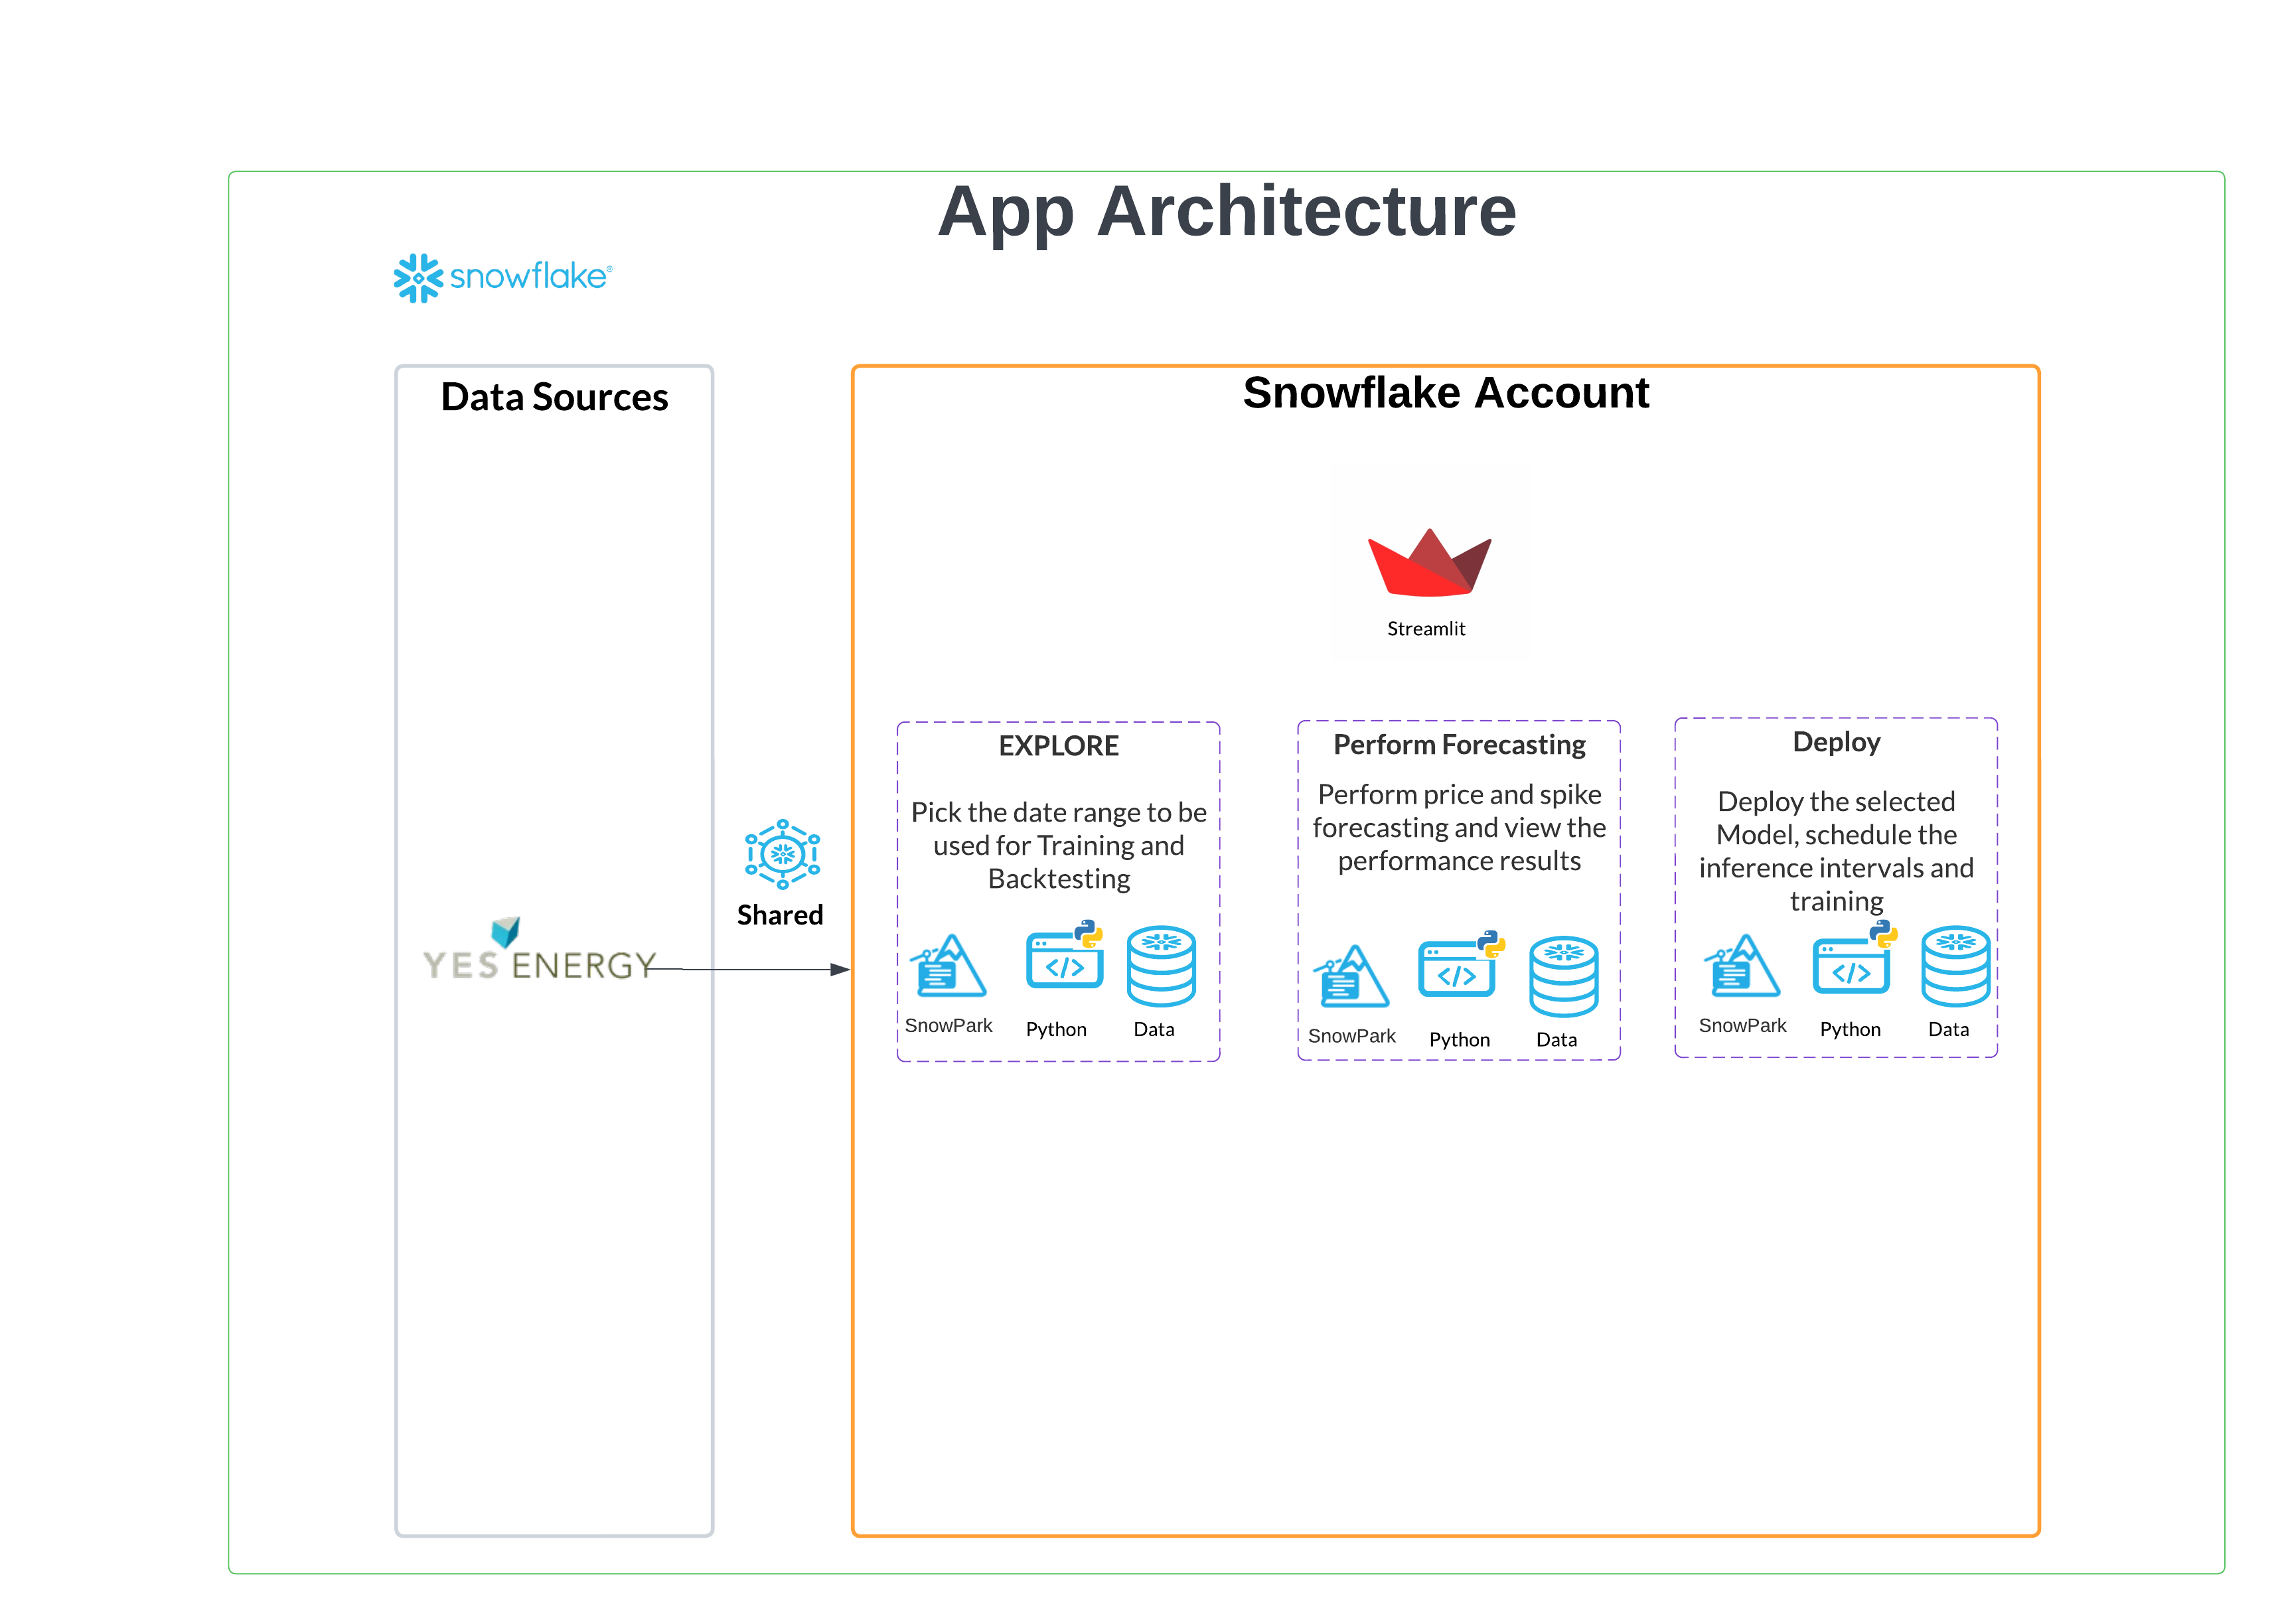 App Architecture
snowflake®
Data Sources
Snowflake Account
Streamlit
EXPLORE
Pick the date range to be
used for Training and
Backtesting
SnowPark
Python
Data
Perform Forecasting
Perform price and spike
forecasting and view the
performance results
SnowPark
Python
Data
Deploy
Deploy the selected
Model, schedule the
inference intervals and
training
SnowPark
Python
Data
Shared
YES ENERGY